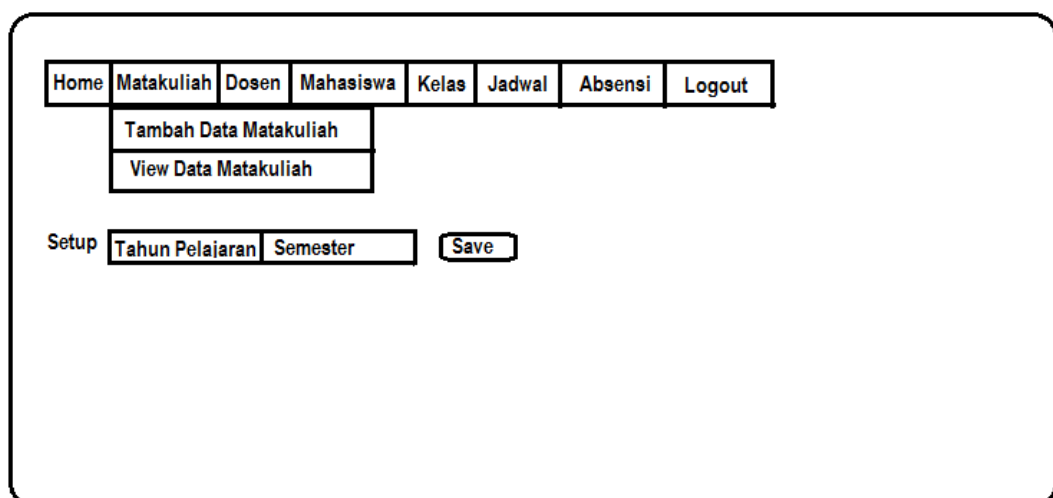 Home Matakuliah Dosen Mahasiswa Kelas Jadwal Absensi Logout
Tambah Data Matakuliah
View Data Matakuliah
Setup Tahun Pelajaran Semester Save